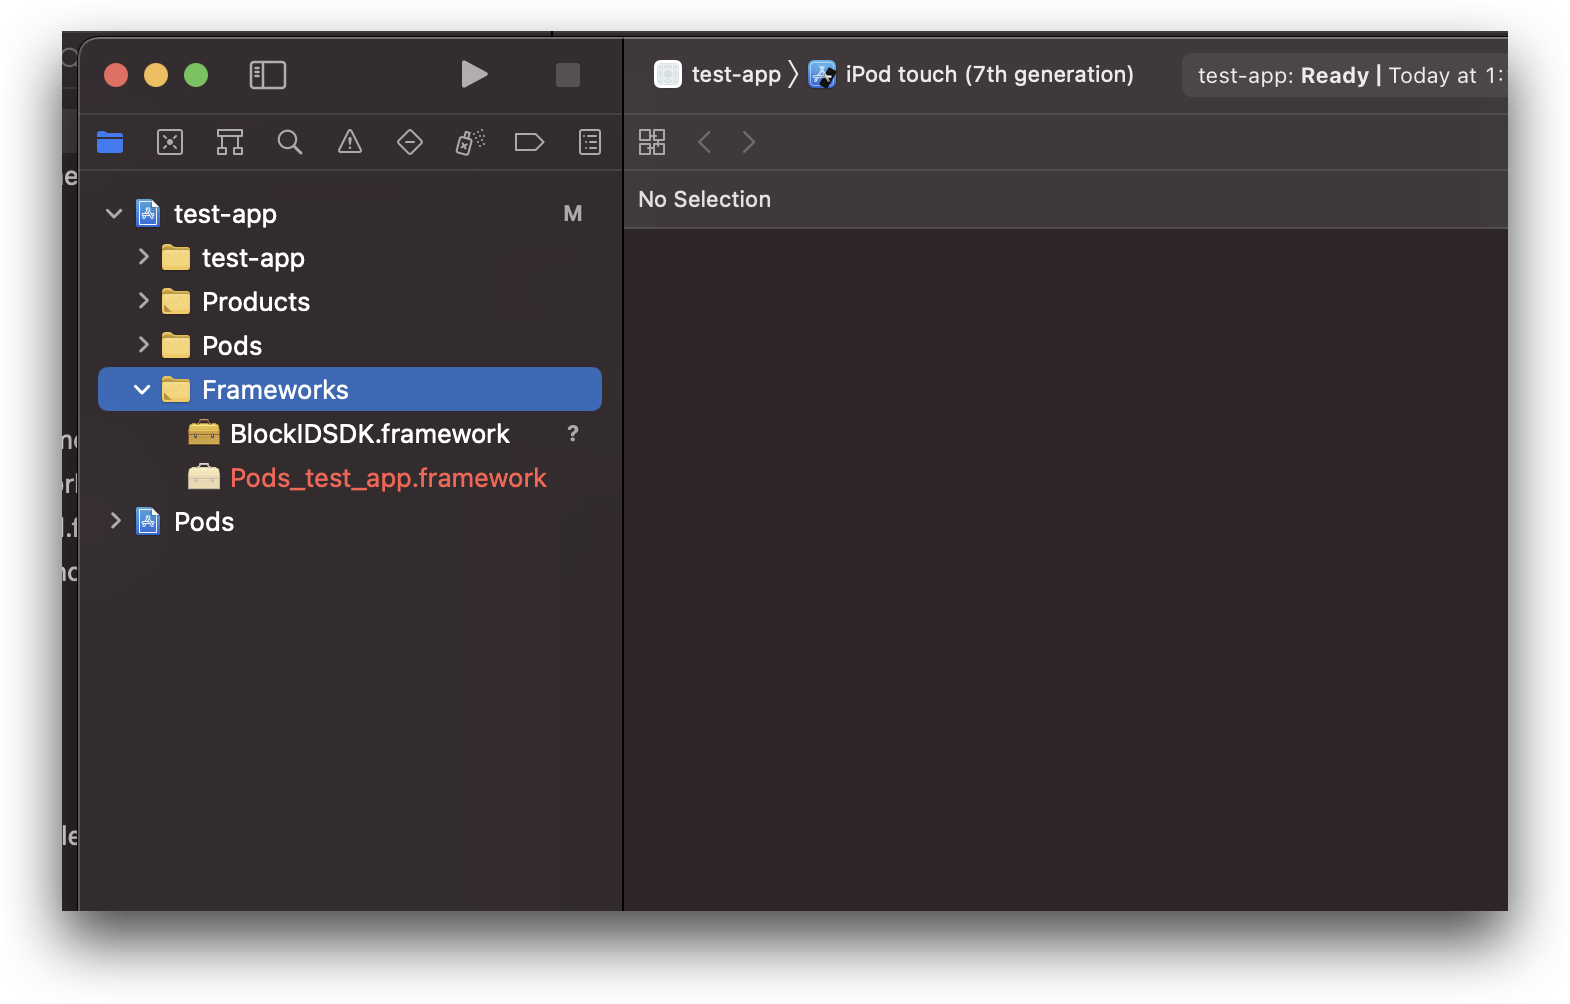 test-app 〉 iPod touch (7th generation)
test-app: Ready | Today at 1:
No Selection
test-app M
test-app
Products
Pods
Frameworks
BlockIDSDK.framework ?
Pods_test_app.framework
Pods